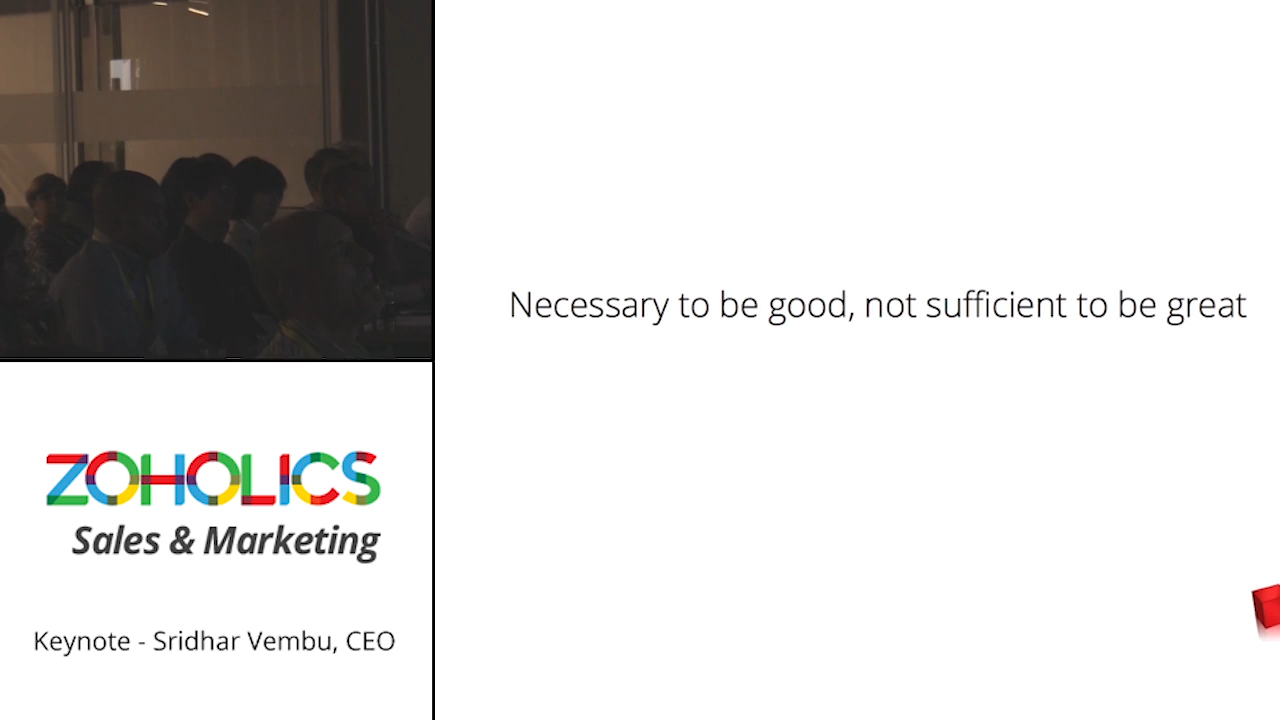 ZOHOLICS
Sales & Marketing
Keynote - Sridhar Vembu, CEO
Necessary to be good, not sufficient to be great